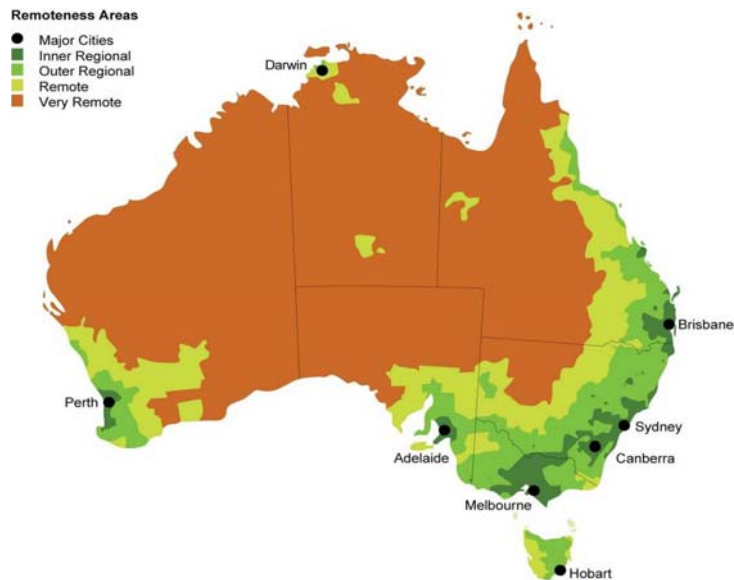 Remoteness Areas
Major Cities
Inner Regional
Outer Regional
Remote
Very Remote
Darwin
Brisbane
Perth
Sydney
Adelaide
Canberra
Melbourne
Hobart